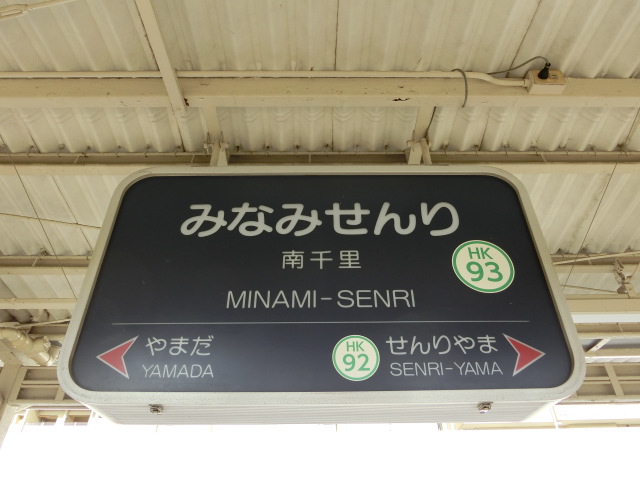 みなみせんり
南千里
HK
93
MINAMI-SENRI
やまだ
YAMADA
HK
92
せんりやま
SENRI-YAMA